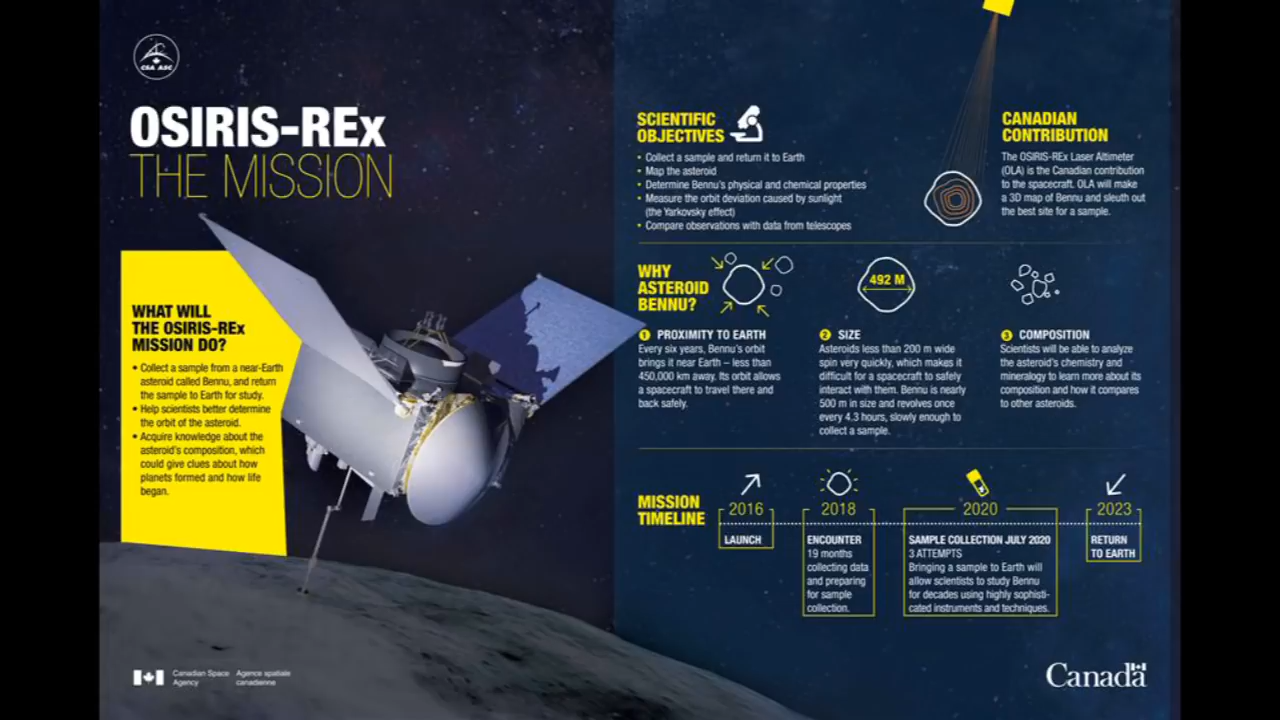 CSA ASC
OSIRIS-REx
THE MISSION
WHAT WILL
THE OSIRIS-REx
MISSION DO?
• Collect a sample from a near-Earth
asteroid called Bennu, and return
the sample to Earth for study.
• Help scientists better determine
the orbit of the asteroid.
• Acquire knowledge about the
asteroid's composition, which
could give clues about how
planets formed and how life
began.
Canadian Space
Agency
Agence spatiale
canadienne
SCIENTIFIC
OBJECTIVES
• Collect a sample and return it to Earth
• Map the asteroid
• Determine Bennu's physical and chemical properties
• Measure the orbit deviation caused by sunlight
(the Yarkovsky effect)
• Compare observations with data from telescopes
CANADIAN
CONTRIBUTION
The OSIRIS-REx Laser Altimeter
(OLA) is the Canadian contribution
to the spacecraft. OLA will make
a 3D map of Bennu and sleuth out
the best site for a sample.
WHY
ASTEROID
BENNU?
492 M
1 PROXIMITY TO EARTH
Every six years, Bennu's orbit
brings it near Earth – less than
450,000 km away. Its orbit allows
a spacecraft to travel there and
back safely.
2 SIZE
Asteroids less than 200 m wide
spin very quickly, which makes it
difficult for a spacecraft to safely
interact with them. Bennu is nearly
500 m in size and revolves once
every 4.3 hours, slowly enough to
collect a sample.
3 COMPOSITION
Scientists will be able to analyze
the asteroid's chemistry and
mineralogy to learn more about its
composition and how it compares
to other asteroids.
MISSION
TIMELINE
2016
LAUNCH
2018
ENCOUNTER
19 months
collecting data
and preparing
for sample
collection.
2020
SAMPLE COLLECTION JULY 2020
3 ATTEMPTS
Bringing a sample to Earth will
allow scientists to study Bennu
for decades using highly sophisti-
cated instruments and techniques.
2023
RETURN
TO EARTH
Canada